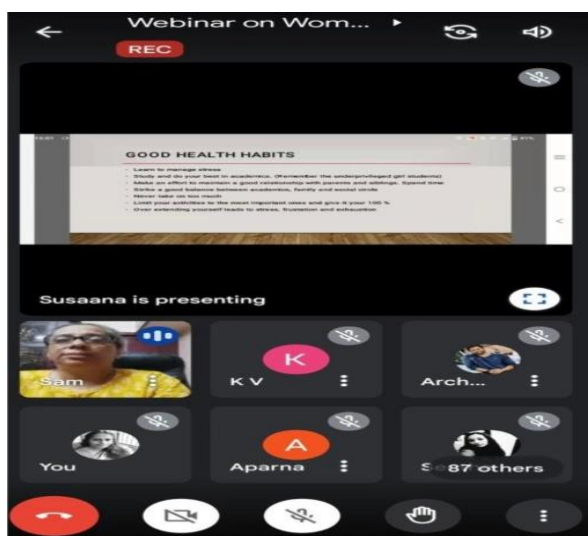 Webinar on Wom...
REC
GOOD HEALTH HABITS
- Learn to manage stress
- Study and do your best in academics. (Remember the underprivileged girl students)
- Make an effort to maintain a good relationship with parents and siblings. Spend time
- Strike a good balance between academics, family and social circle
- Never take on too much
- Limit your activities to the most important ones and give it your 100 %
- Over extending yourself leads to stress, frustration and exhaustion
Susaana is presenting
Sam
K
K V
Arch...
You
A
Aparna
87 others